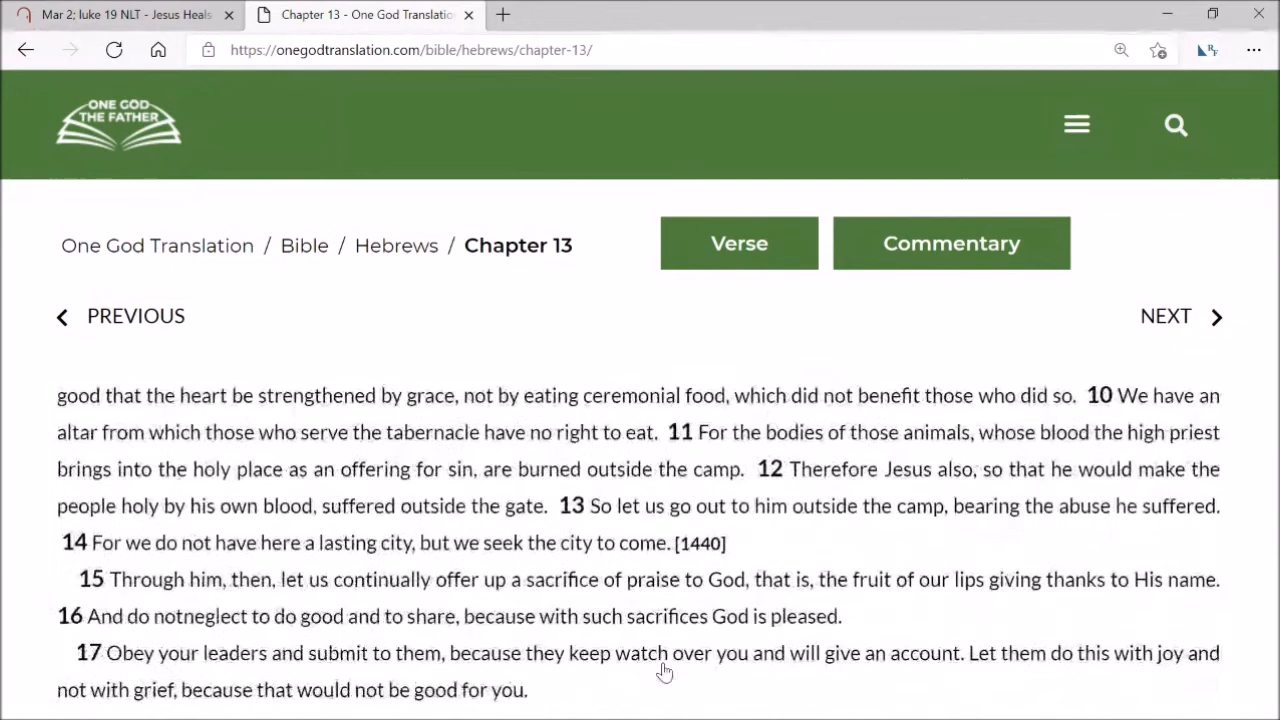 Mar 2; luke 19 NLT - Jesus Heals
Chapter 13 - One God Translatio
https://onegodtranslation.com/bible/hebrews/chapter-13/
RF
ONE GOD
THE FATHER
One God Translation / Bible / Hebrews / Chapter 13
Verse
Commentary
PREVIOUS
NEXT
good that the heart be strengthened by grace, not by eating ceremonial food, which did not benefit those who did so. 10 We have an
altar from which those who serve the tabernacle have no right to eat. 11 For the bodies of those animals, whose blood the high priest
brings into the holy place as an offering for sin, are burned outside the camp. 12 Therefore Jesus also, so that he would make the
people holy by his own blood, suffered outside the gate. 13 So let us go out to him outside the camp, bearing the abuse he suffered.
14 For we do not have here a lasting city, but we seek the city to come. [1440]
15 Through him, then, let us continually offer up a sacrifice of praise to God, that is, the fruit of our lips giving thanks to His name.
16 And do notneglect to do good and to share, because with such sacrifices God is pleased.
17 Obey your leaders and submit to them, because they keep watch over you and will give an account. Let them do this with joy and
not with grief, because that would not be good for you.